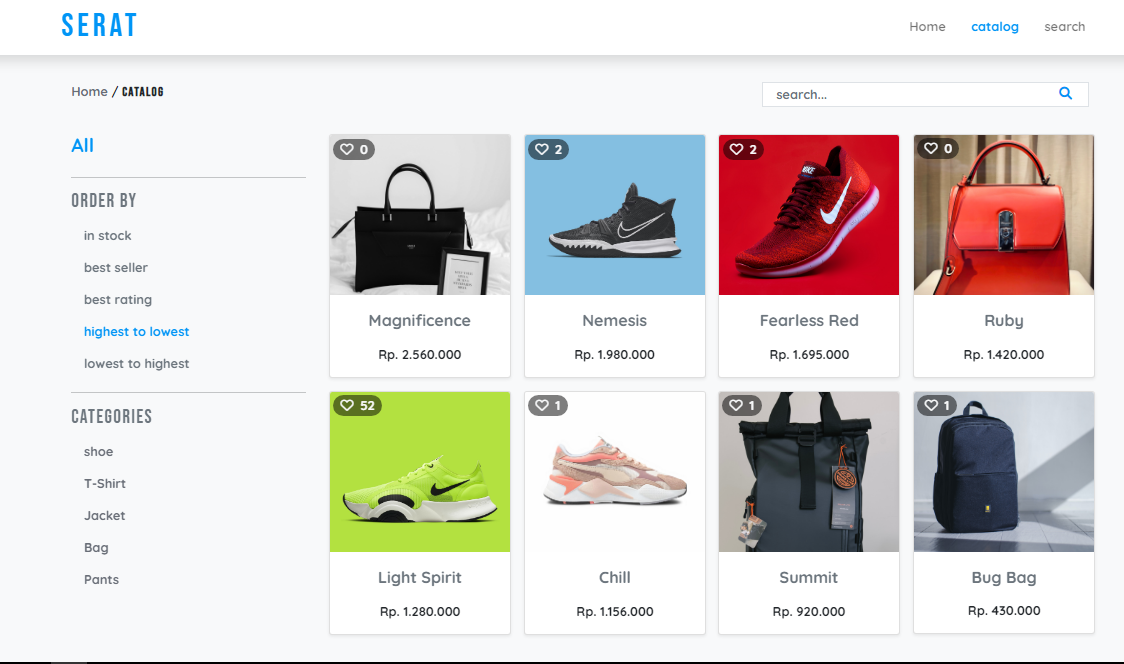 SERAT
Home catalog search
Home / CATALOG
search...
All
ORDER BY
in stock
best seller
best rating
highest to lowest
lowest to highest
CATEGORIES
shoe
T-Shirt
Jacket
Bag
Pants
0
2
2
0
NIKE
Magnificence
Nemesis
Fearless Red
Ruby
Rp. 2.560.000
Rp. 1.980.000
Rp. 1.695.000
Rp. 1.420.000
52
1
1
1
Light Spirit
Chill
Summit
Bug Bag
Rp. 1.280.000
Rp. 1.156.000
Rp. 920.000
Rp. 430.000